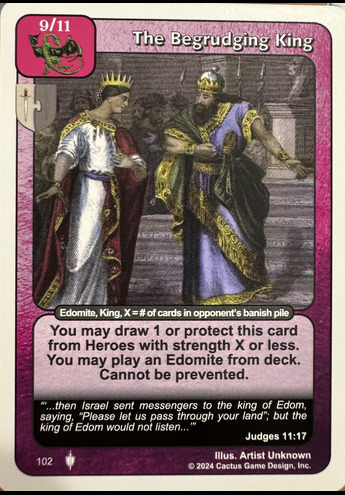 9/11
The Begrudging King
Edomite, King, X = # of cards in opponent's banish pile
You may draw 1 or protect this card
from Heroes with strength X or less.
You may play an Edomite from deck.
Cannot be prevented.
"'...then Israel sent messengers to the king of Edom,
saying, "Please let us pass through your land"; but the
king of Edom would not listen...'"
Judges 11:17
Illus. Artist Unknown
102
© 2024 Cactus Game Design, Inc.